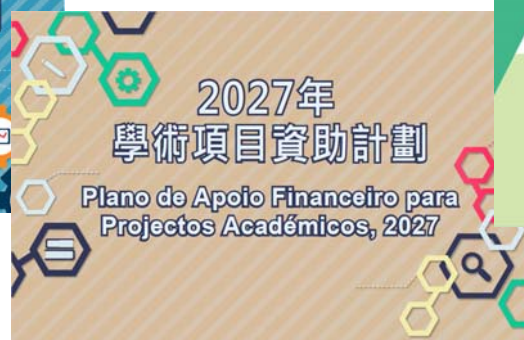 2027年
學術項目資助計劃
Plano de Apoio Financeiro para
Projectos Académicos, 2027